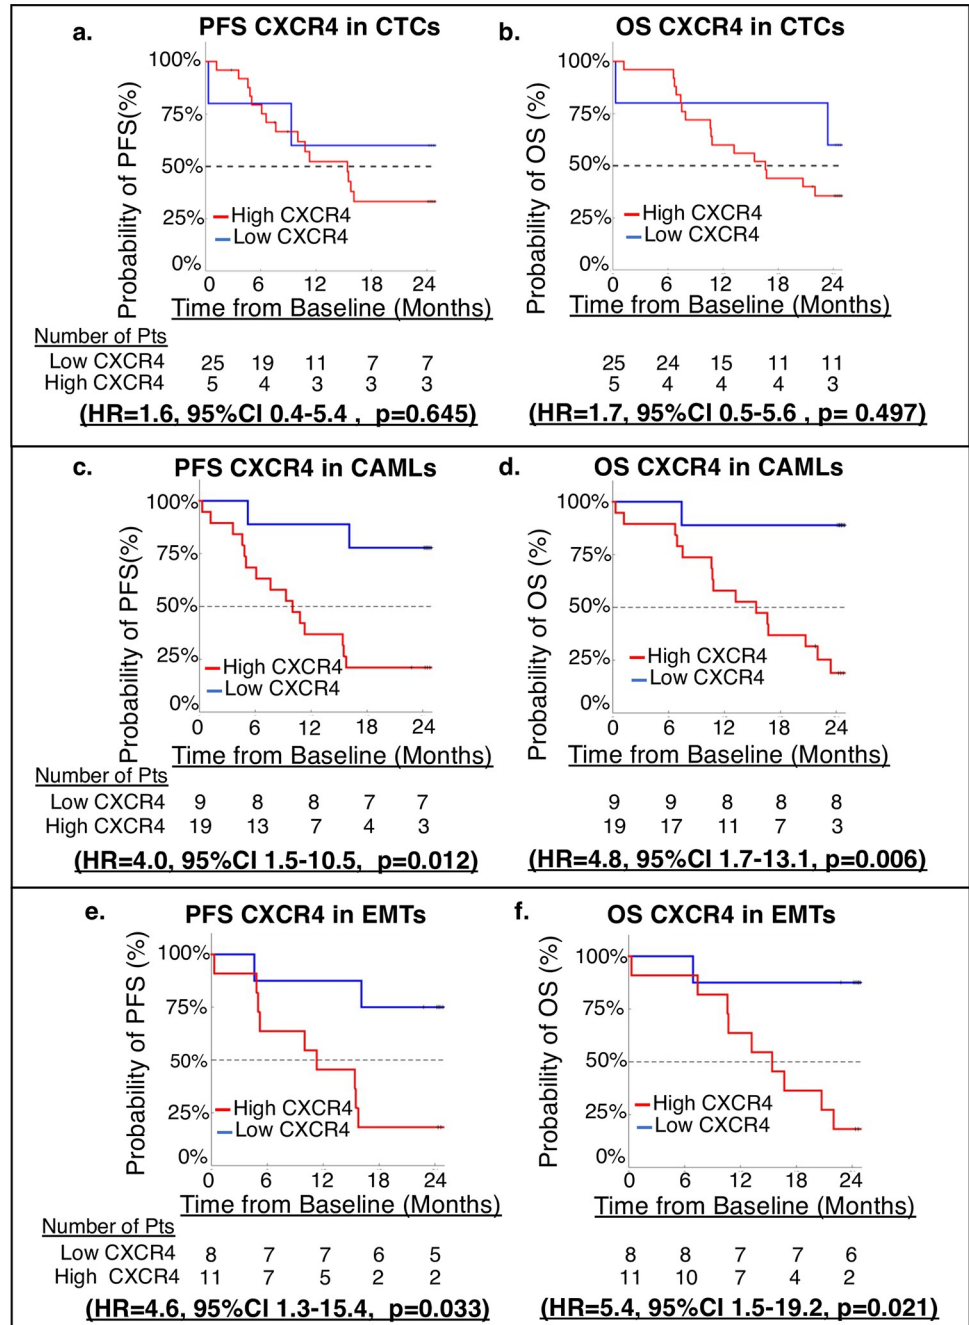 a.
PFS CXCR4 in CTCs
Probability of PFS(%)
100%
75%
50%
25%
0%
High CXCR4
Low CXCR4
0 6 12 18 24
Time from Baseline (Months)
Number of Pts
Low CXCR4 25 19 11 7 7
High CXCR4 5 4 3 3 3
(HR=1.6, 95%CI 0.4-5.4 , p=0.645)
b.
OS CXCR4 in CTCs
Probability of OS (%)
100%
75%
50%
25%
0%
High CXCR4
Low CXCR4
0 6 12 18 24
Time from Baseline (Months)
25 24 15 11 11
5 4 4 4 3
(HR=1.7, 95%CI 0.5-5.6 , p= 0.497)
c.
PFS CXCR4 in CAMLs
Probability of PFS(%)
100%
75%
50%
25%
0%
High CXCR4
Low CXCR4
0 6 12 18 24
Time from Baseline (Months)
Number of Pts
Low CXCR4 9 8 8 7 7
High CXCR4 19 13 7 4 3
(HR=4.0, 95%CI 1.5-10.5, p=0.012)
d.
OS CXCR4 in CAMLs
Probability of OS (%)
100%
75%
50%
25%
0%
High CXCR4
Low CXCR4
0 6 12 18 24
Time from Baseline (Months)
9 9 8 8 8
19 17 11 7 3
(HR=4.8, 95%CI 1.7-13.1, p=0.006)
e.
PFS CXCR4 in EMTs
Probability of PFS (%)
100%
75%
50%
25%
0%
High CXCR4
Low CXCR4
0 6 12 18 24
Time from Baseline (Months)
Number of Pts
Low CXCR4 8 7 7 6 5
High CXCR4 11 7 5 2 2
(HR=4.6, 95%CI 1.3-15.4, p=0.033)
f.
OS CXCR4 in EMTs
Probability of OS (%)
100%
75%
50%
25%
0%
High CXCR4
Low CXCR4
0 6 12 18 24
Time from Baseline (Months)
8 8 7 7 6
11 10 7 4 2
(HR=5.4, 95%CI 1.5-19.2, p=0.021)